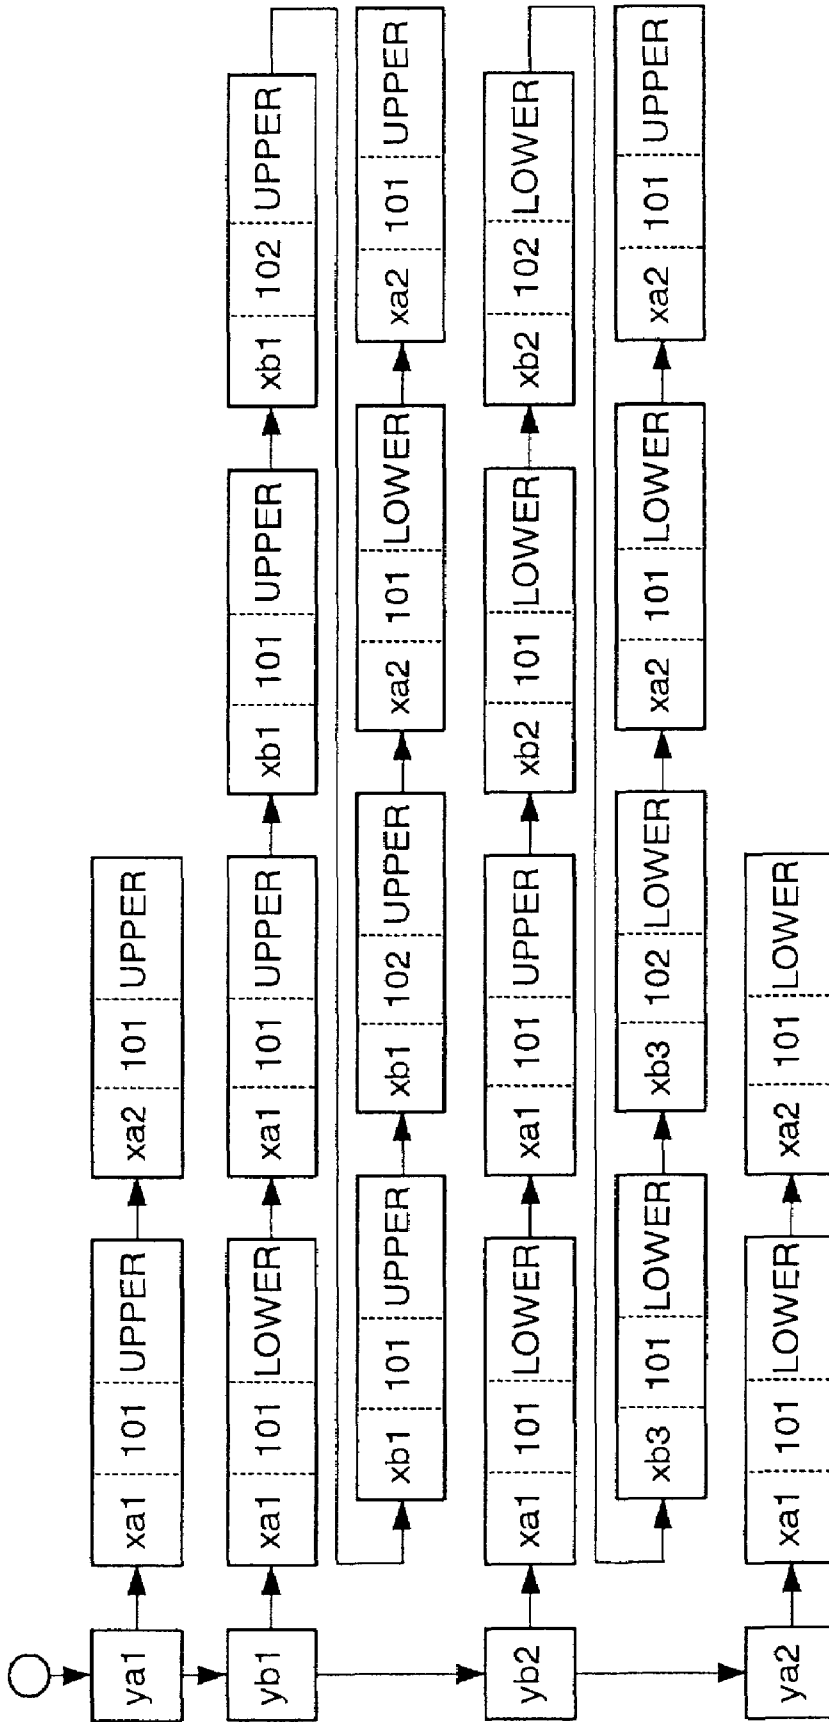 ya1 xa1 101 UPPER xa2 101 UPPER
yb1 xa1 101 LOWER xa1 101 UPPER xb1 101 UPPER xb1 102 UPPER
xb1 101 UPPER xb1 102 UPPER xa2 101 LOWER xa2 101 UPPER
yb2 xa1 101 LOWER xa1 101 UPPER xb2 101 LOWER xb2 102 LOWER
xb3 101 LOWER xb3 102 LOWER xa2 101 LOWER xa2 101 UPPER
ya2 xa1 101 LOWER xa2 101 LOWER